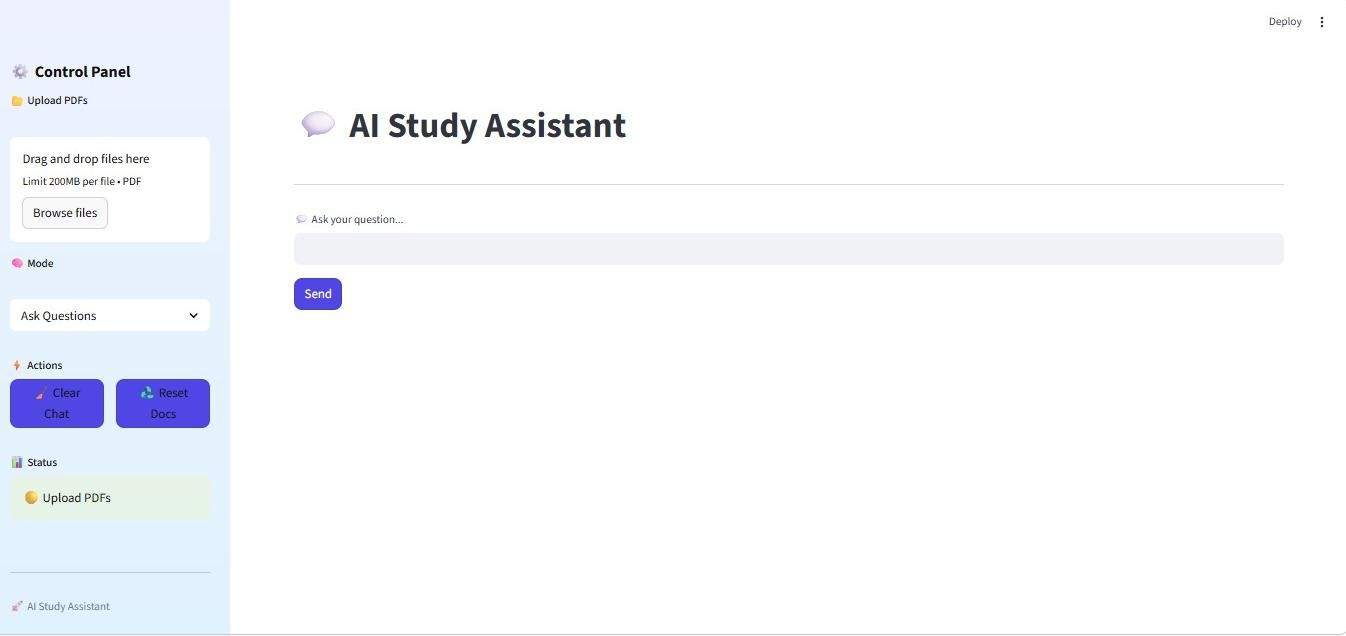 Deploy
Control Panel
Upload PDFs
Drag and drop files here
Limit 200MB per file • PDF
Browse files
Mode
Ask Questions
Actions
Clear
Chat
Reset
Docs
Status
Upload PDFs
AI Study Assistant
AI Study Assistant
Ask your question...
Send